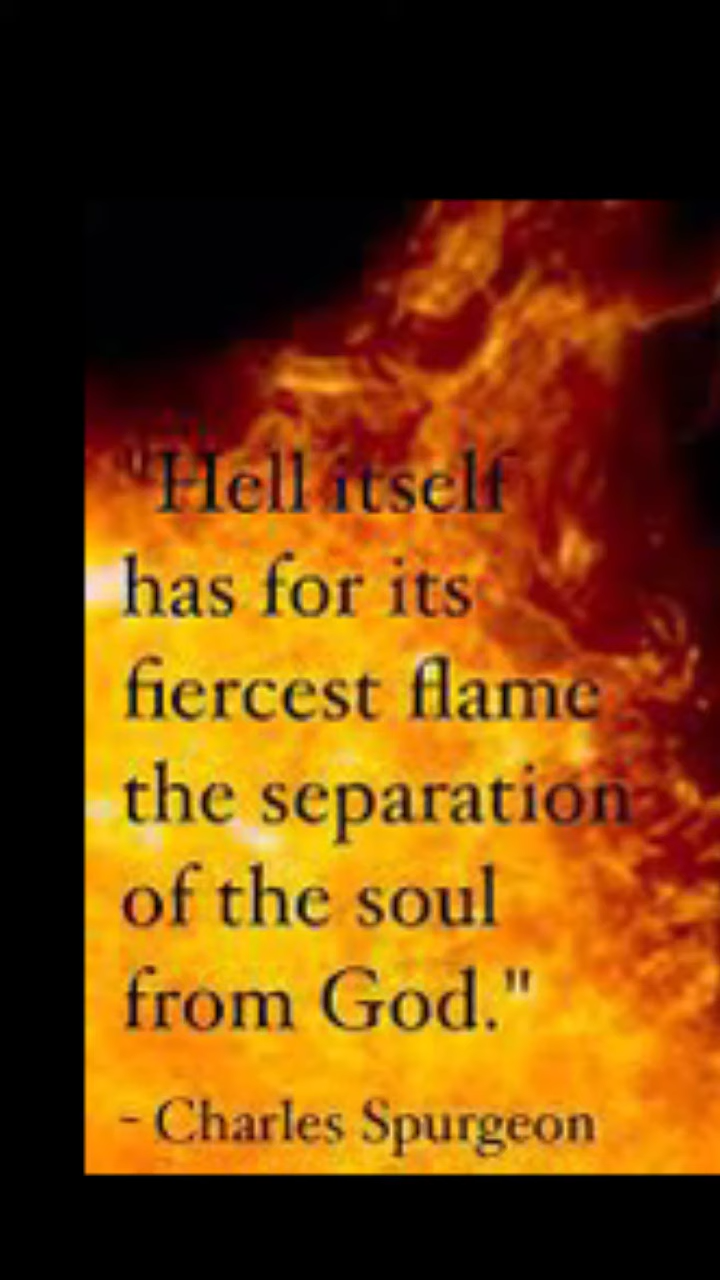 "Hell itself
has for its
fiercest flame
the separation
of the soul
from God."
- Charles Spurgeon